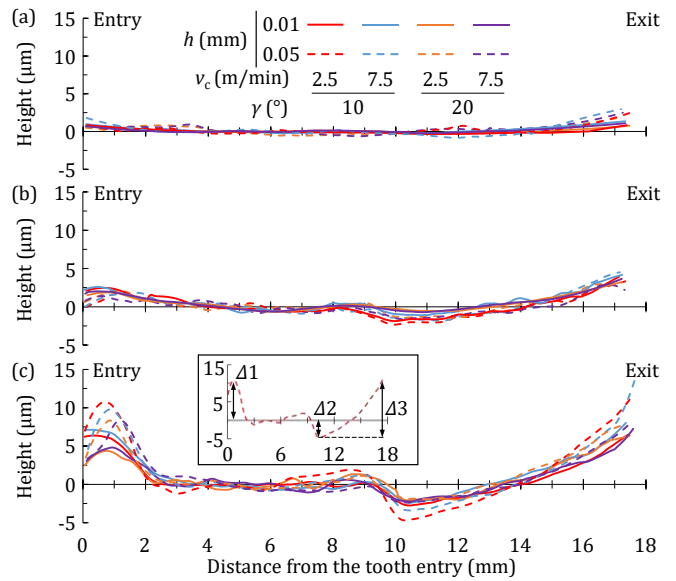 (a)
Entry
Exit
h (mm)
0.01
0.05
v_c (m/min)
2.5 7.5 2.5 7.5
γ (°) 10 20
Height (µm)
15
10
5
0
-5
(b)
Entry
Exit
Height (µm)
15
10
5
0
-5
(c)
Entry
Exit
Height (µm)
15
10
5
0
-5
15
5
-5
Δ1
Δ2
Δ3
0 6 12 18
0 2 4 6 8 10 12 14 16 18
Distance from the tooth entry (mm)